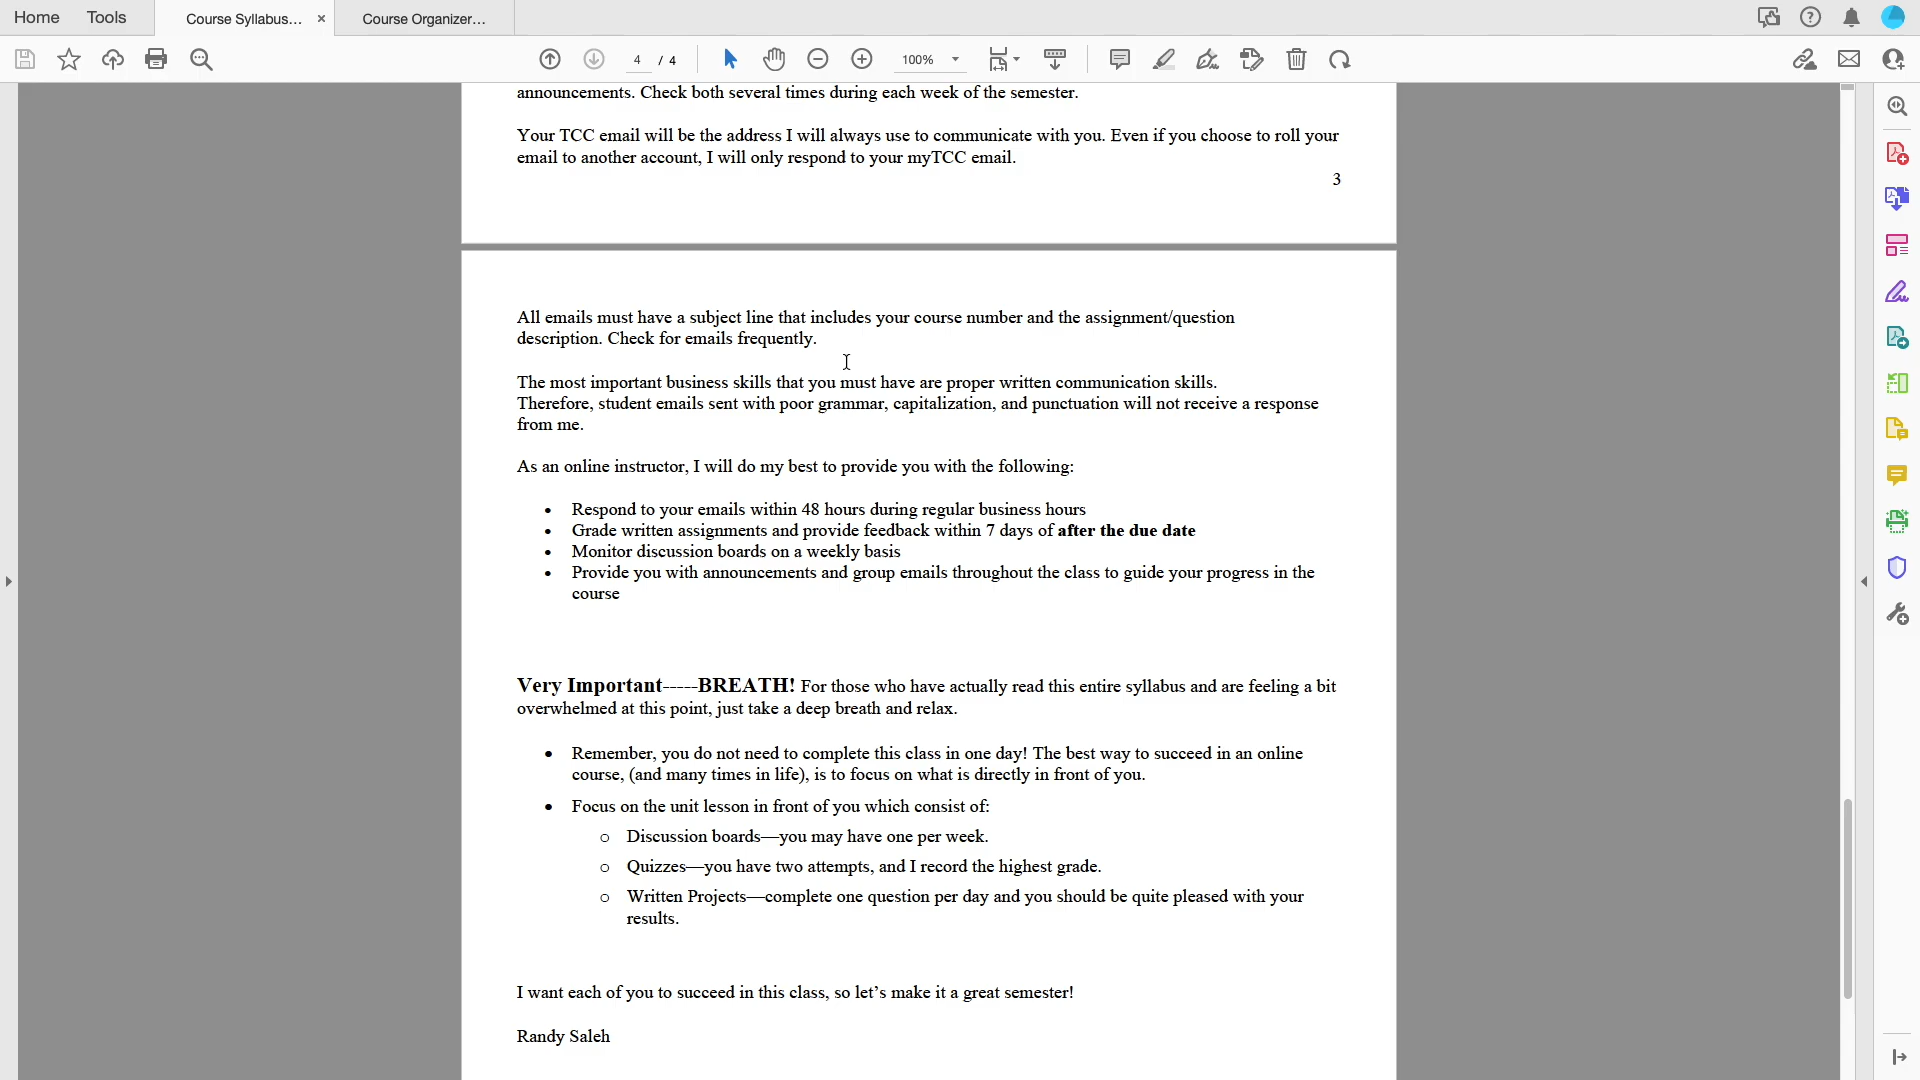 Home Tools Course Syllabus... × Course Organizer...
4 / 4 100%
announcements. Check both several times during each week of the semester.
Your TCC email will be the address I will always use to communicate with you. Even if you choose to roll your
email to another account, I will only respond to your myTCC email.
3
All emails must have a subject line that includes your course number and the assignment/question
description. Check for emails frequently.
The most important business skills that you must have are proper written communication skills.
Therefore, student emails sent with poor grammar, capitalization, and punctuation will not receive a response
from me.
As an online instructor, I will do my best to provide you with the following:
• Respond to your emails within 48 hours during regular business hours
• Grade written assignments and provide feedback within 7 days of after the due date
• Monitor discussion boards on a weekly basis
• Provide you with announcements and group emails throughout the class to guide your progress in the
course
Very Important-----BREATH! For those who have actually read this entire syllabus and are feeling a bit
overwhelmed at this point, just take a deep breath and relax.
• Remember, you do not need to complete this class in one day! The best way to succeed in an online
course, (and many times in life), is to focus on what is directly in front of you.
• Focus on the unit lesson in front of you which consist of:
o Discussion boards—you may have one per week.
o Quizzes—you have two attempts, and I record the highest grade.
o Written Projects—complete one question per day and you should be quite pleased with your
results.
I want each of you to succeed in this class, so let’s make it a great semester!
Randy Saleh